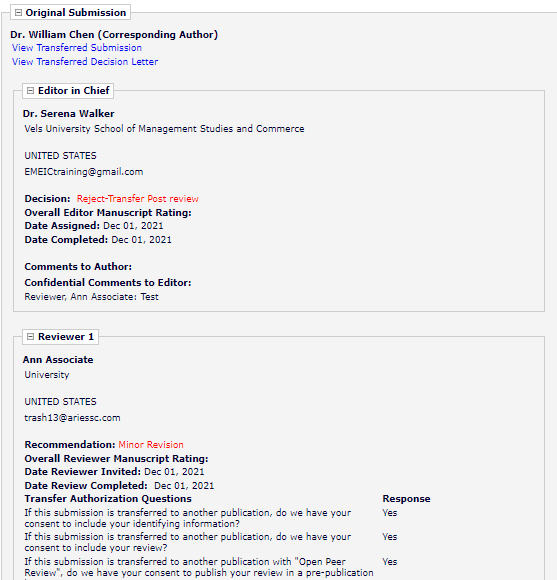 Original Submission
Dr. William Chen (Corresponding Author)
View Transferred Submission
View Transferred Decision Letter
Editor in Chief
Dr. Serena Walker
Vels University School of Management Studies and Commerce
UNITED STATES
EMEICtraining@gmail.com
Decision: Reject-Transfer Post review
Overall Editor Manuscript Rating:
Date Assigned: Dec 01, 2021
Date Completed: Dec 01, 2021
Comments to Author:
Confidential Comments to Editor:
Reviewer, Ann Associate: Test
Reviewer 1
Ann Associate
University
UNITED STATES
trash13@ariessc.com
Recommendation: Minor Revision
Overall Reviewer Manuscript Rating:
Date Reviewer Invited: Dec 01, 2021
Date Review Completed: Dec 01, 2021
Transfer Authorization Questions Response
If this submission is transferred to another publication, do we have your Yes
consent to include your identifying information?
If this submission is transferred to another publication, do we have your Yes
consent to include your review?
If this submission is transferred to another publication with "Open Peer Yes
Review", do we have your consent to publish your review in a pre-publication